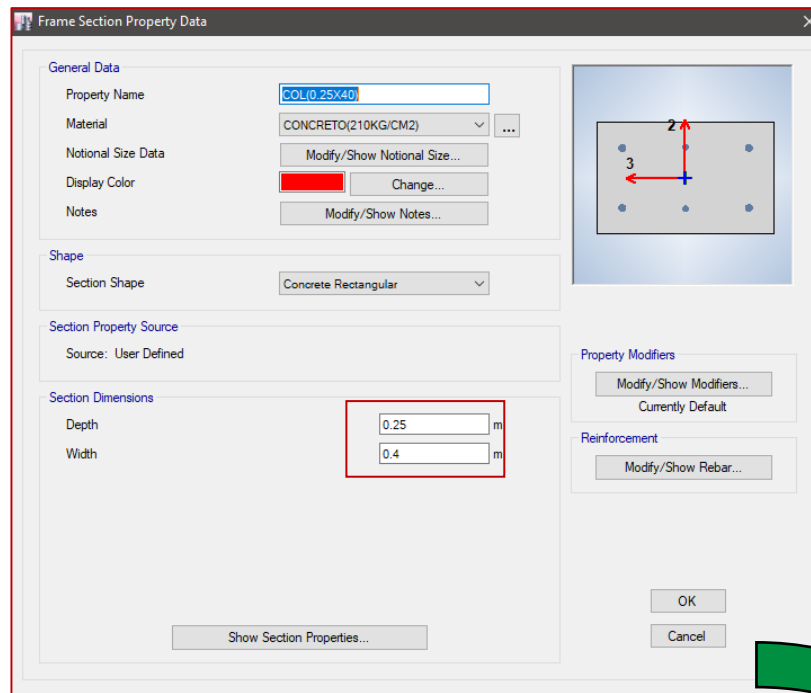 Frame Section Property Data
General Data
Property Name COL(0.25X40)
Material CONCRETO(210KG/CM2) ...
Notional Size Data Modify/Show Notional Size...
Display Color Change...
Notes Modify/Show Notes...
2
3
Shape
Section Shape Concrete Rectangular
Section Property Source
Source: User Defined
Section Dimensions
Depth 0.25 m
Width 0.4 m
Show Section Properties...
Property Modifiers
Modify/Show Modifiers...
Currently Default
Reinforcement
Modify/Show Rebar...
OK
Cancel